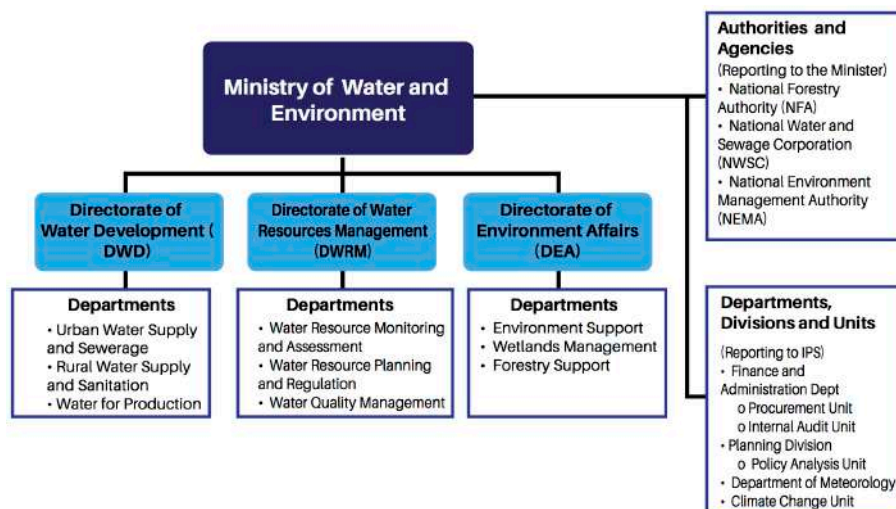 Ministry of Water and
Environment
Directorate of
Water Development (
DWD)
Departments
• Urban Water Supply
and Sewerage
• Rural Water Supply
and Sanitation
• Water for Production
Directorate of Water
Resources Management
(DWRM)
Departments
• Water Resource Monitoring
and Assessment
• Water Resource Planning
and Regulation
• Water Quality Management
Directorate of
Environment Affairs
(DEA)
Departments
• Environment Support
• Wetlands Management
• Forestry Support
Authorities and
Agencies
(Reporting to the Minister)
• National Forestry
Authority (NFA)
• National Water and
Sewage Corporation
(NWSC)
• National Environment
Management Authority
(NEMA)
Departments,
Divisions and Units
(Reporting to IPS)
• Finance and
Administration Dept
o Procurement Unit
o Internal Audit Unit
• Planning Division
o Policy Analysis Unit
• Department of Meteorology
• Climate Change Unit